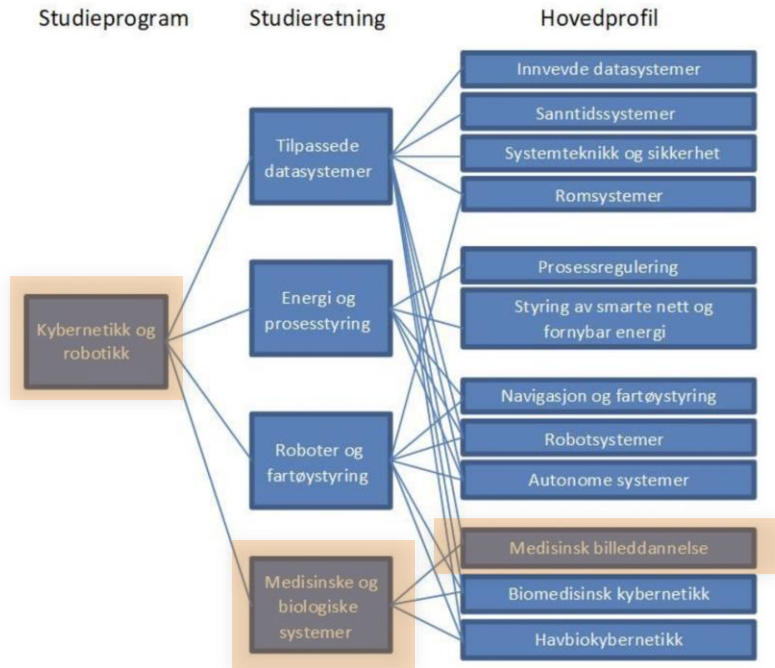 Studieprogram
Studieretning
Hovedprofil
Kybernetikk og
robotikk
Tilpassede
datasystemer
Energi og
prosesstyring
Roboter og
fartøystyring
Medisinske og
biologiske
systemer
Innvevde datasystemer
Sanntidssystemer
Systemteknikk og sikkerhet
Romsystemer
Prosessregulering
Styring av smarte nett og
fornybar energi
Navigasjon og fartøystyring
Robotsystemer
Autonome systemer
Medisinsk billeddannelse
Biomedisinsk kybernetikk
Havbiokybernetikk